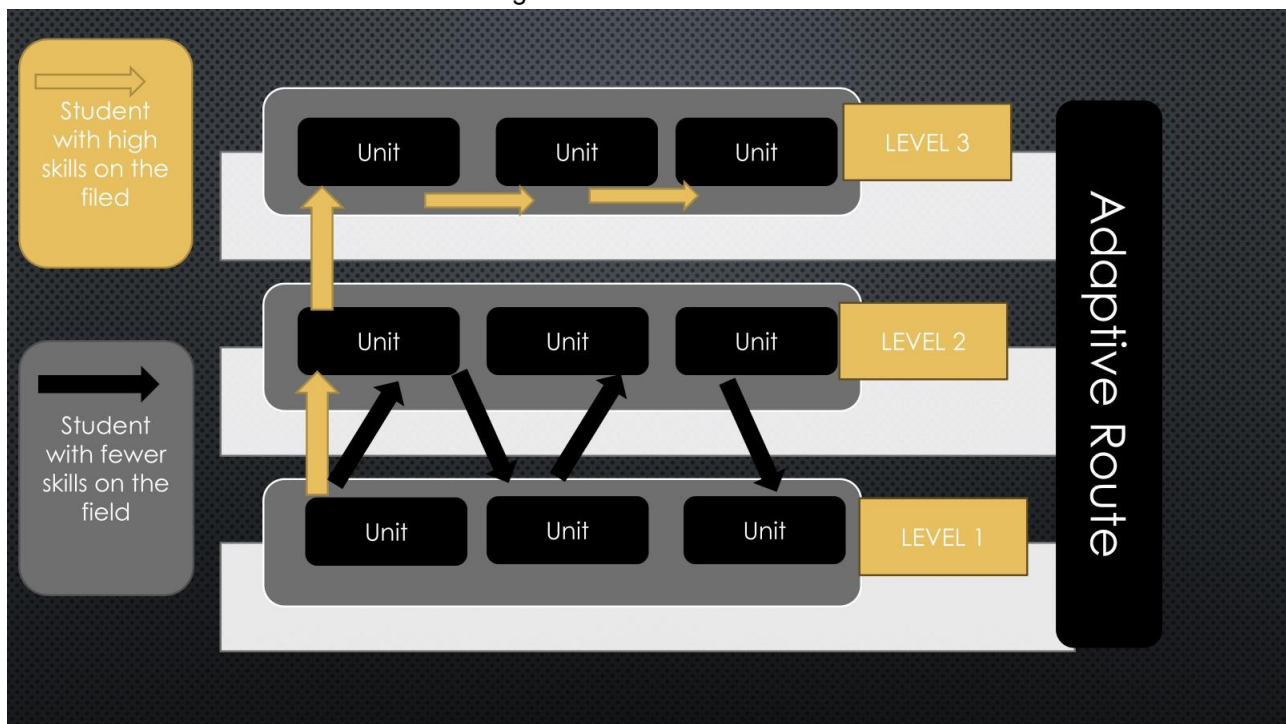 Student
with high
skills on the
filed
Unit
Unit
Unit
LEVEL 3
Unit
Unit
Unit
LEVEL 2
Student
with fewer
skills on the
field
Unit
Unit
Unit
LEVEL 1
Adaptive Route